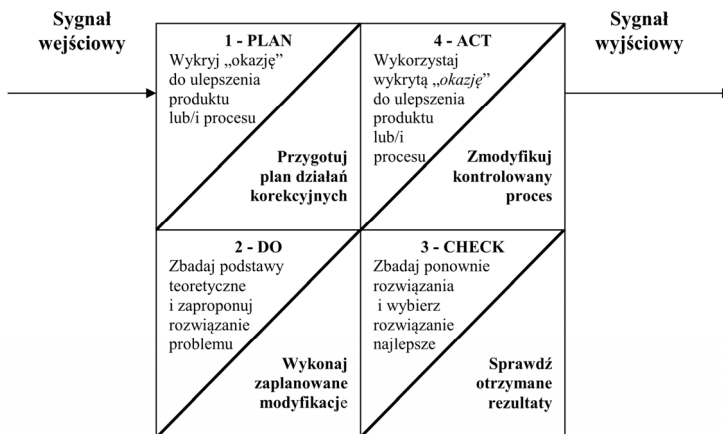 Sygnał
wejściowy
1 - PLAN
Wykryj „okazję”
do ulepszenia
produktu
lub/i procesu
Przygotuj
plan działań
korekcyjnych
4 - ACT
Wykorzystaj
wykrytą „okazję”
do ulepszenia
produktu
lub/i
procesu
Zmodyfikuj
kontrolowany
proces
Sygnał
wyjściowy
2 - DO
Zbadaj podstawy
teoretyczne
i zaproponuj
rozwiązanie
problemu
Wykonaj
zaplanowane
modyfikacje
3 - CHECK
Zbadaj ponownie
rozwiązania
i wybierz
rozwiązanie
najlepsze
Sprawdź
otrzymane
rezultaty